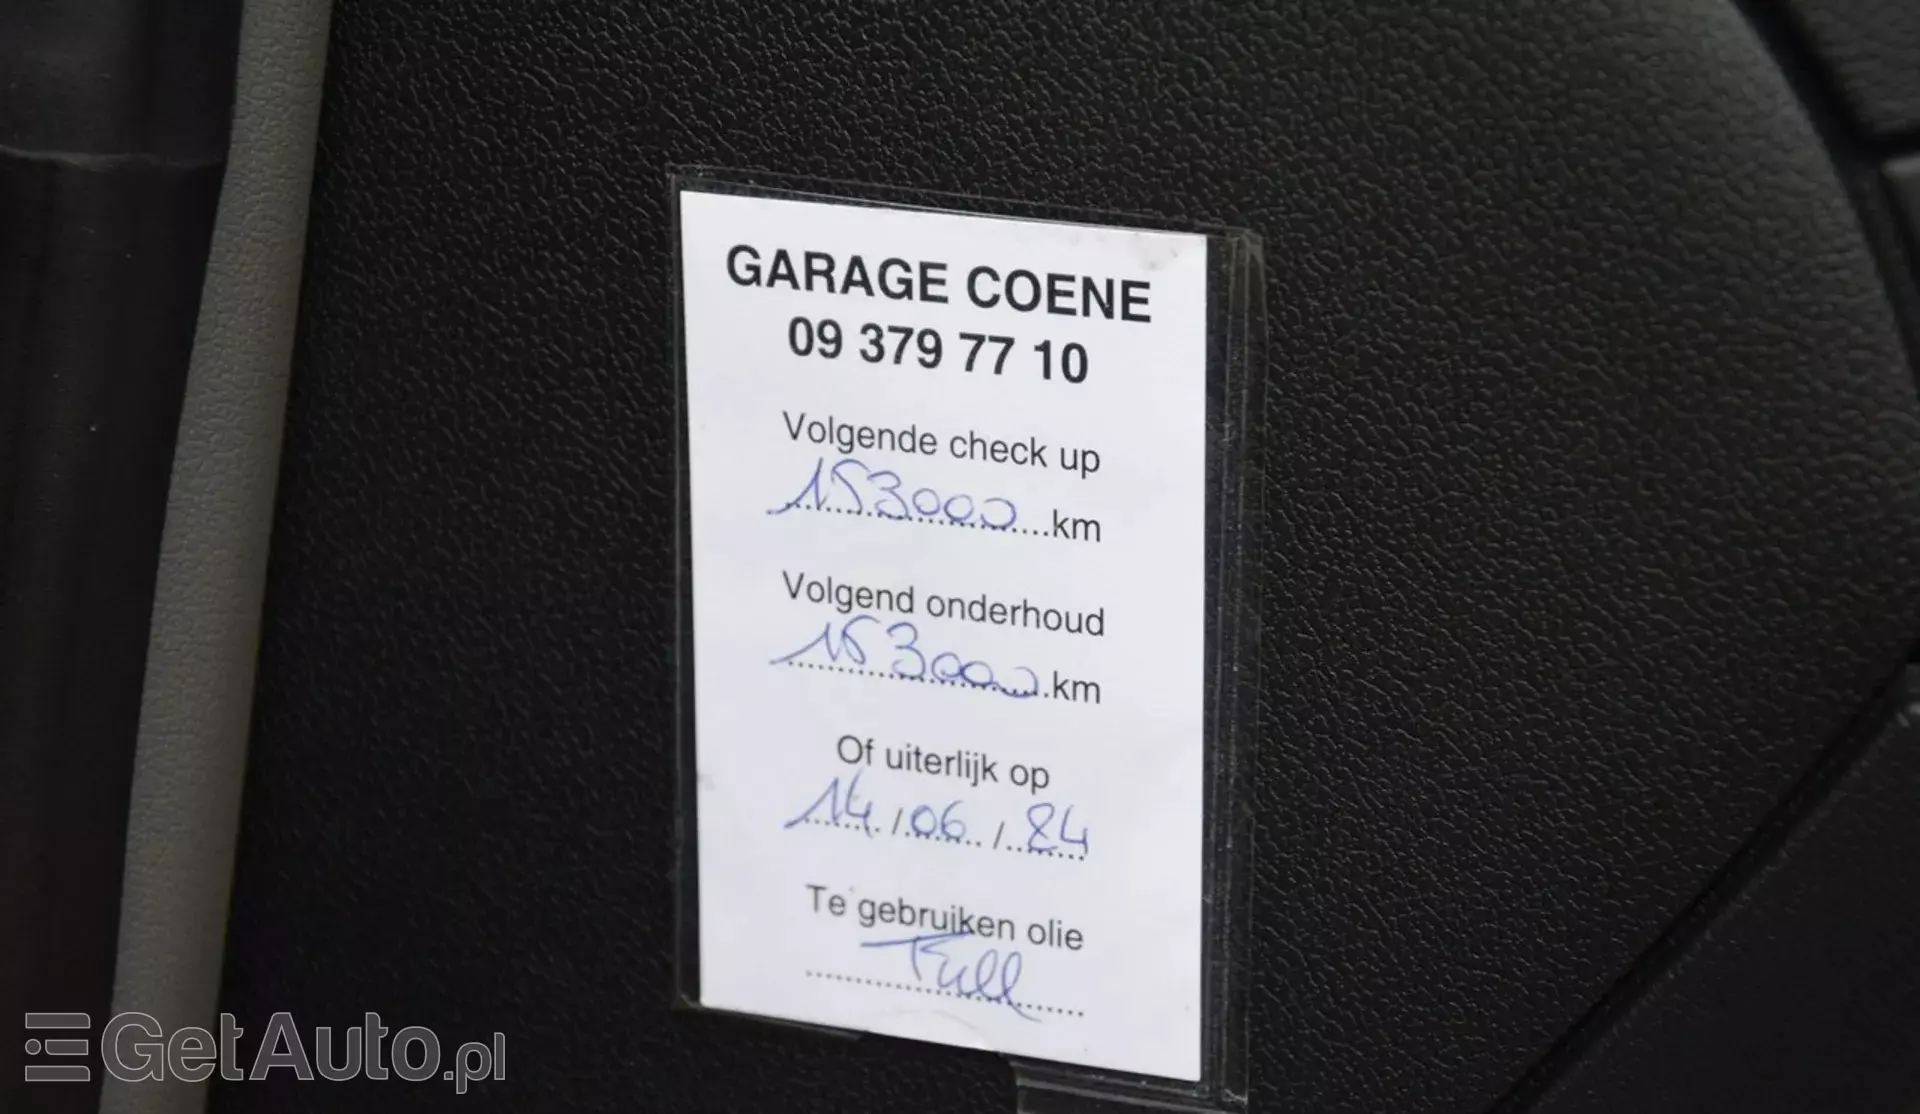 GARAGE COENE
09 379 77 10
Volgende check up
153000 km
Volgend onderhoud
153000 km
Of uiterlijk op
14 / 06 / 24
Te gebruiken olie
Full
GetAuto.pl